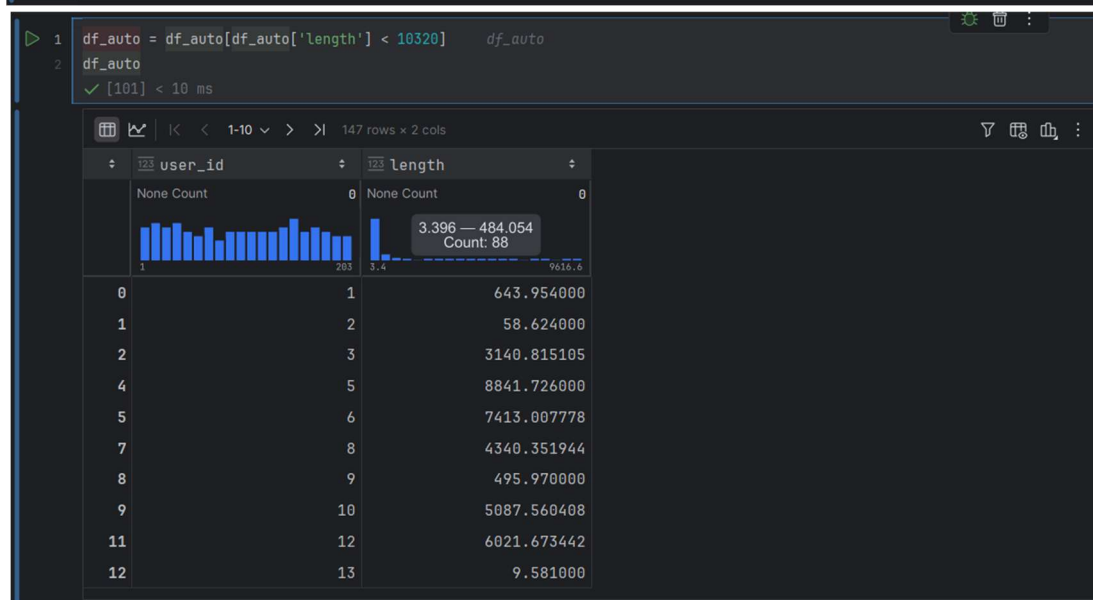 1 df_auto = df_auto[df_auto['length'] < 10320] df_auto
2 df_auto
✓ [101] < 10 ms
1-10 147 rows × 2 cols
123 user_id 123 length
None Count 0 None Count 0
3.396 — 484.054
Count: 88
1 203 3.4 9616.6
0 1 643.954000
1 2 58.624000
2 3 3140.815105
4 5 8841.726000
5 6 7413.007778
7 8 4340.351944
8 9 495.970000
9 10 5087.560408
11 12 6021.673442
12 13 9.581000